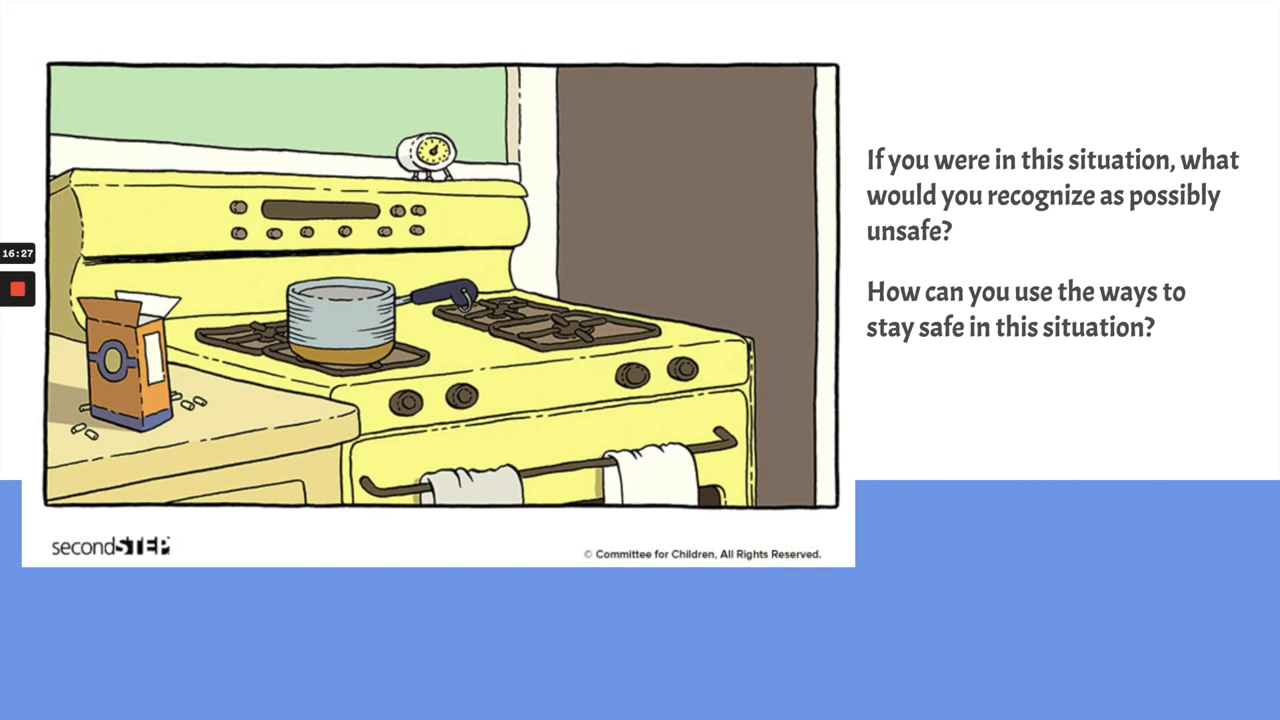 If you were in this situation, what
would you recognize as possibly
unsafe?
How can you use the ways to
stay safe in this situation?
16:27
secondSTEP
© Committee for Children, All Rights Reserved.